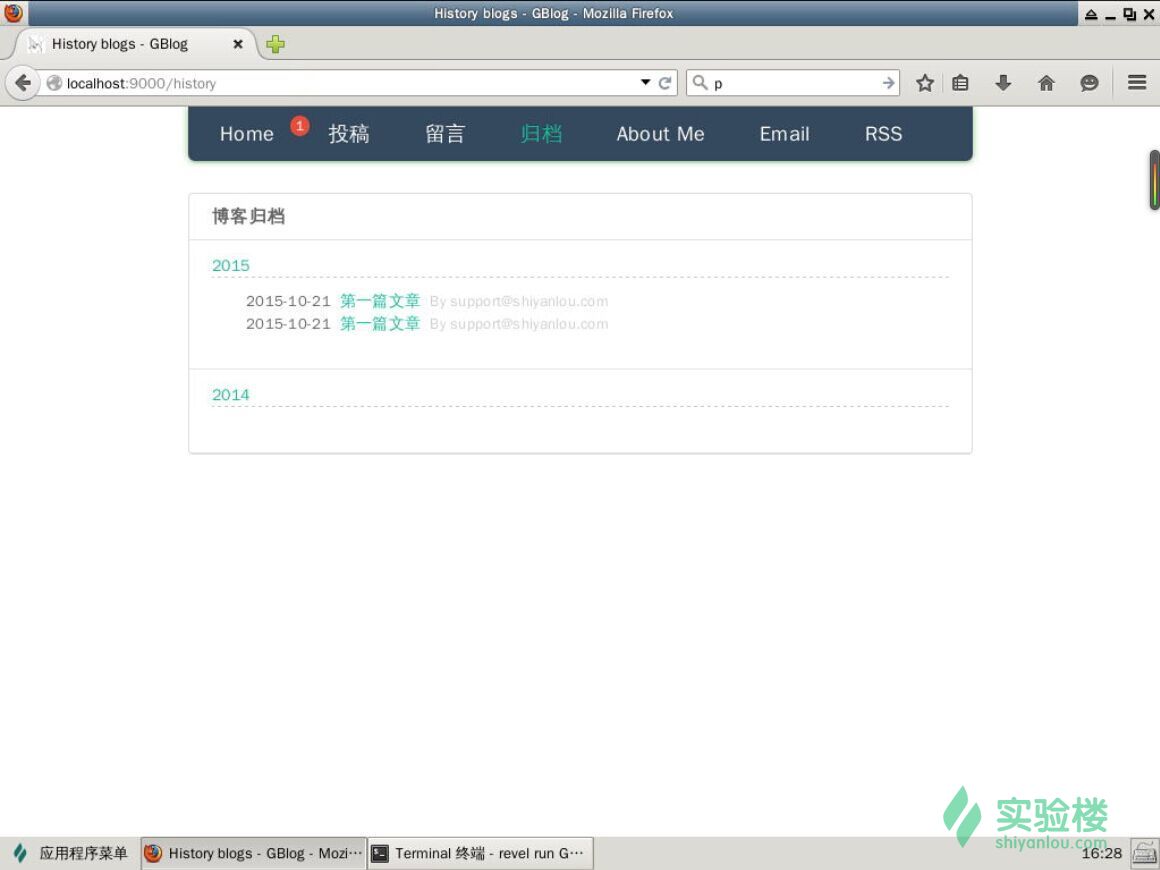 History blogs - GBlog - Mozilla Firefox
History blogs - GBlog
localhost:9000/history
p
Home 1 投稿 留言 归档 About Me Email RSS
博客归档
2015
2015-10-21 第一篇文章 By support@shiyanlou.com
2015-10-21 第一篇文章 By support@shiyanlou.com
2014
实验楼
shiyanlou.com
应用程序菜单 History blogs - GBlog - Mozi… Terminal 终端 - revel run G… 16:28